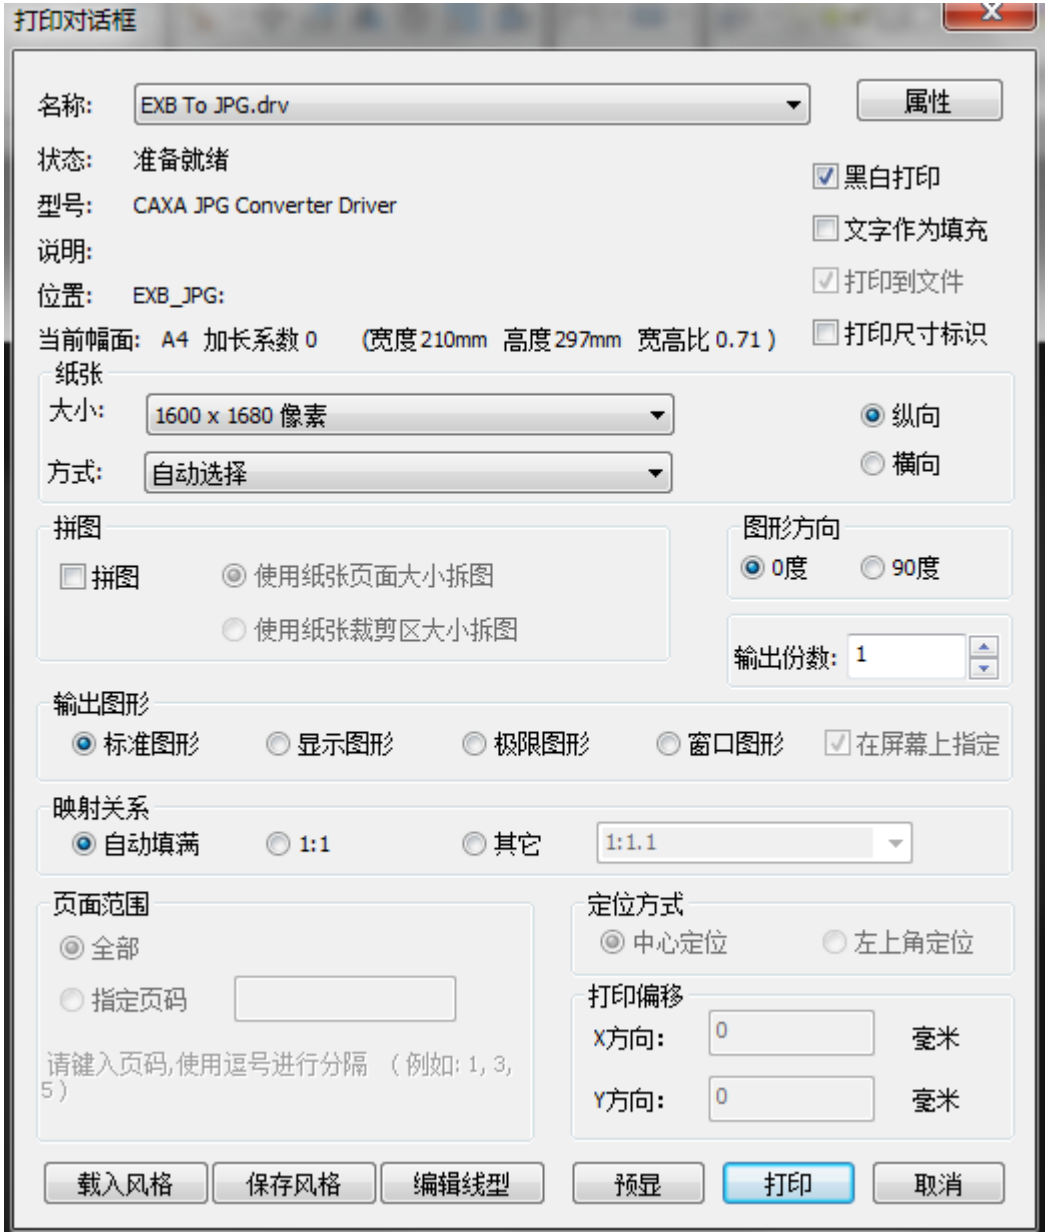 打印对话框
名称: EXB To JPG.drv 属性
状态: 准备就绪
黑白打印
型号: CAXA JPG Converter Driver
文字作为填充
说明:
打印到文件
位置: EXB_JPG:
当前幅面: A4 加长系数 0 (宽度210mm 高度297mm 宽高比 0.71 ) 打印尺寸标识
纸张
大小: 1600 x 1680 像素 纵向
方式: 自动选择 横向
拼图 图形方向
拼图 使用纸张页面大小拆图 0度 90度
使用纸张裁剪区大小拆图
输出份数: 1
输出图形
标准图形 显示图形 极限图形 窗口图形 在屏幕上指定
映射关系
自动填满 1:1 其它 1:1.1
页面范围 定位方式
全部 中心定位 左上角定位
指定页码 打印偏移
X方向: 0 毫米
请键入页码,使用逗号进行分隔 (例如: 1, 3,
5)
Y方向: 0 毫米
载入风格 保存风格 编辑线型 预显 打印 取消